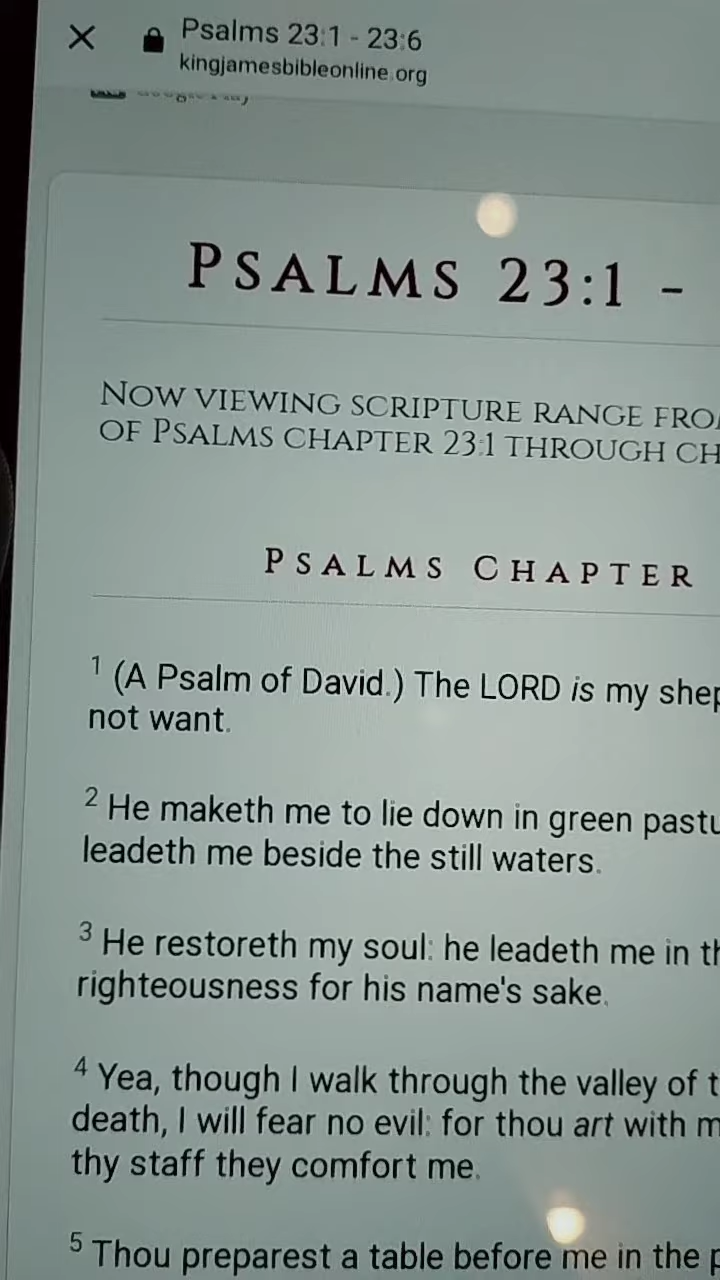 Psalms 23:1 - 23:6
kingjamesbibleonline.org
PSALMS 23:1 -
NOW VIEWING SCRIPTURE RANGE
OF PSALMS CHAPTER 23:1 THROUGH
PSALMS CHAPTER
1 (A Psalm of David.) The LORD is my
not want.
2 He maketh me to lie down in green
leadeth me beside the still waters.
3 He restoreth my soul: he leadeth me in
righteousness for his name's sake.
4 Yea, though I walk through the valley of
death, I will fear no evil: for thou art with
thy staff they comfort me.
5 Thou preparest a table before me in the